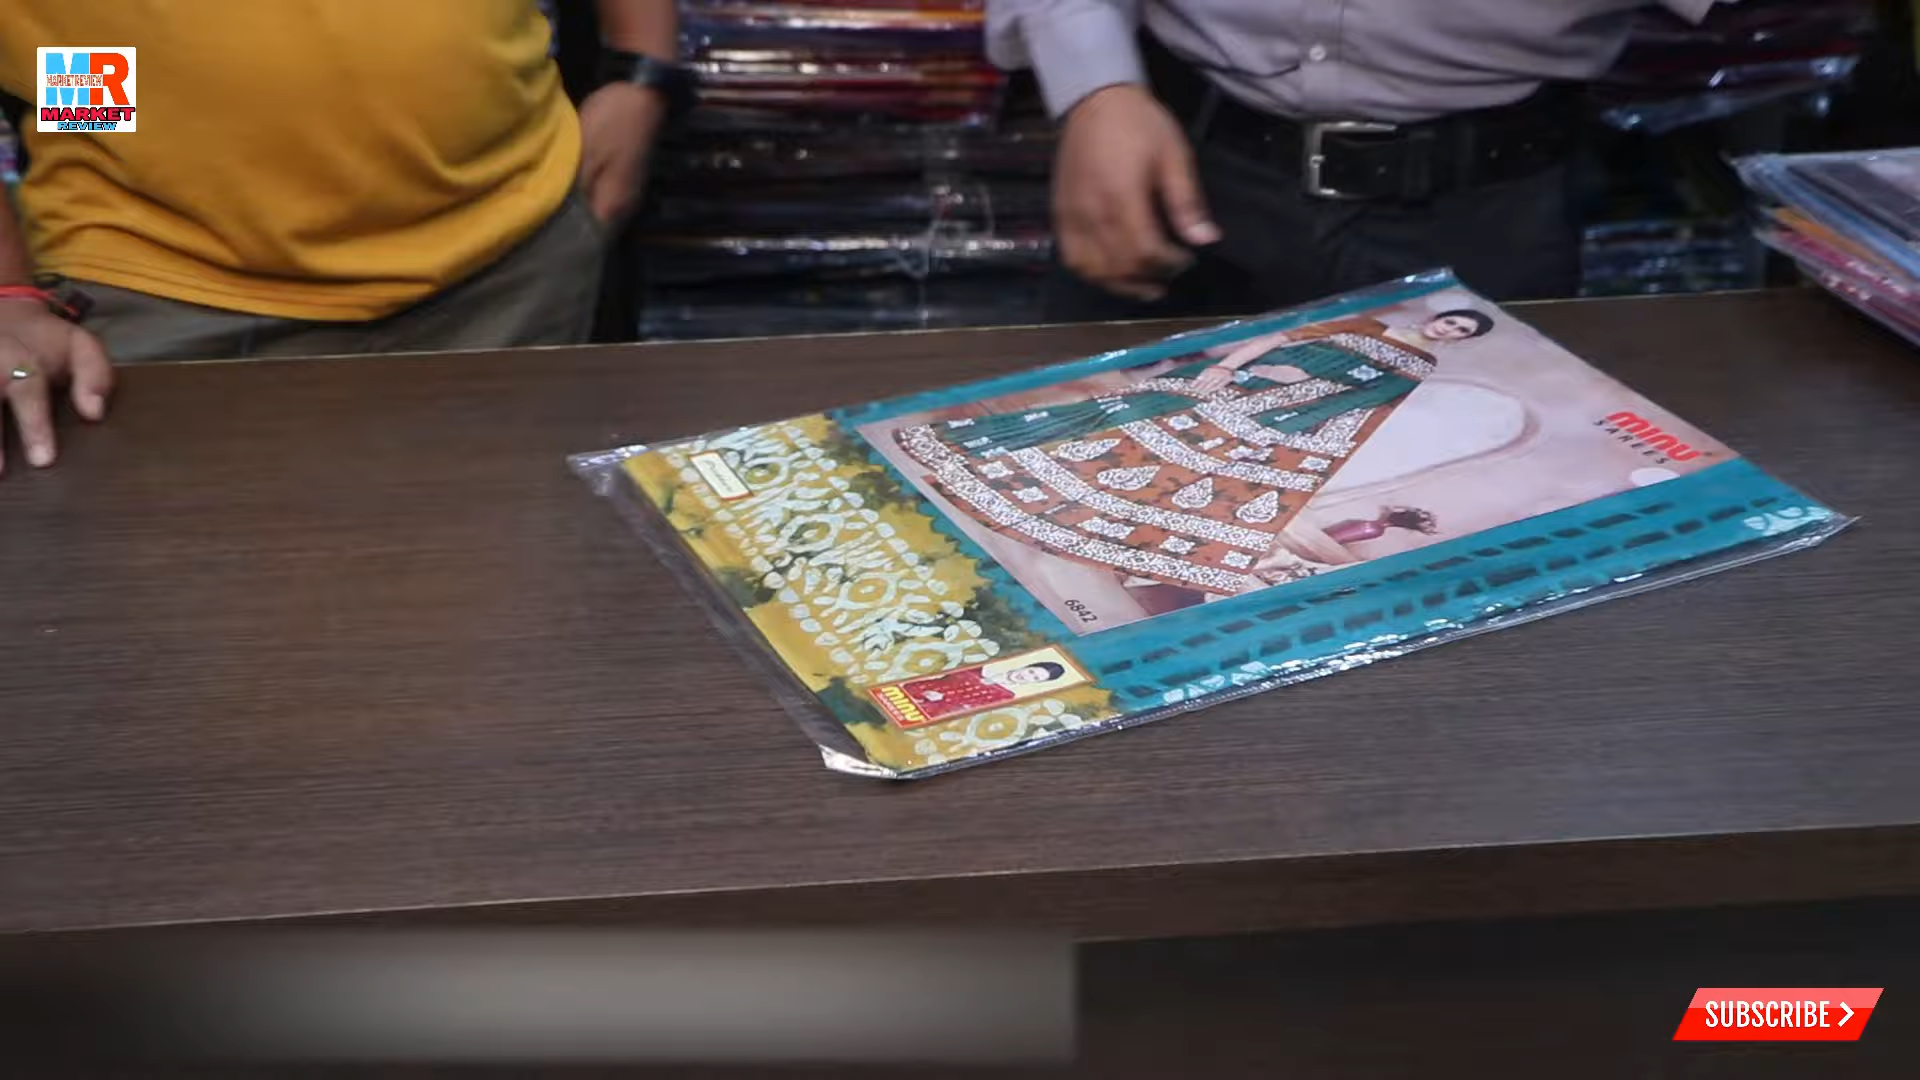 MR
MARKET REVIEW
MARKET
REVIEW
minu
SAREES
6842
minu
SUBSCRIBE